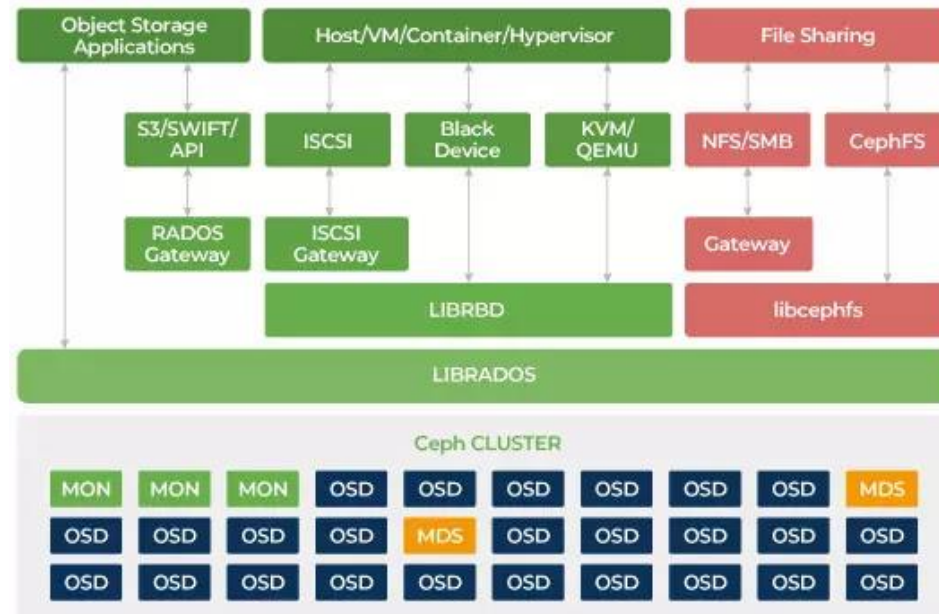 Object Storage
Applications
Host/VM/Container/Hypervisor
File Sharing
S3/SWIFT/
API
ISCSI
Black
Device
KVM/
QEMU
NFS/SMB
CephFS
RADOS
Gateway
ISCSI
Gateway
Gateway
LIBRBD
libcephfs
LIBRADOS
Ceph CLUSTER
MON MON MON OSD OSD OSD OSD OSD OSD MDS
OSD OSD OSD OSD MDS OSD OSD OSD OSD OSD
OSD OSD OSD OSD OSD OSD OSD OSD OSD OSD